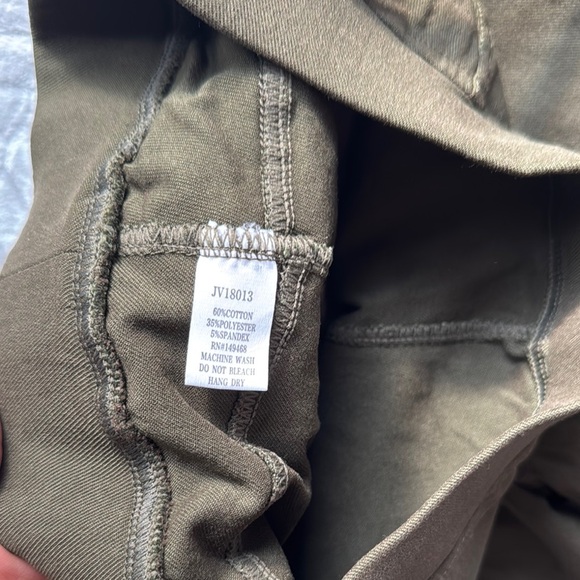 JV18013
60%COTTON
35%POLYESTER
5%SPANDEX
RN#149468
MACHINE WASH
DO NOT BLEACH
HANG DRY